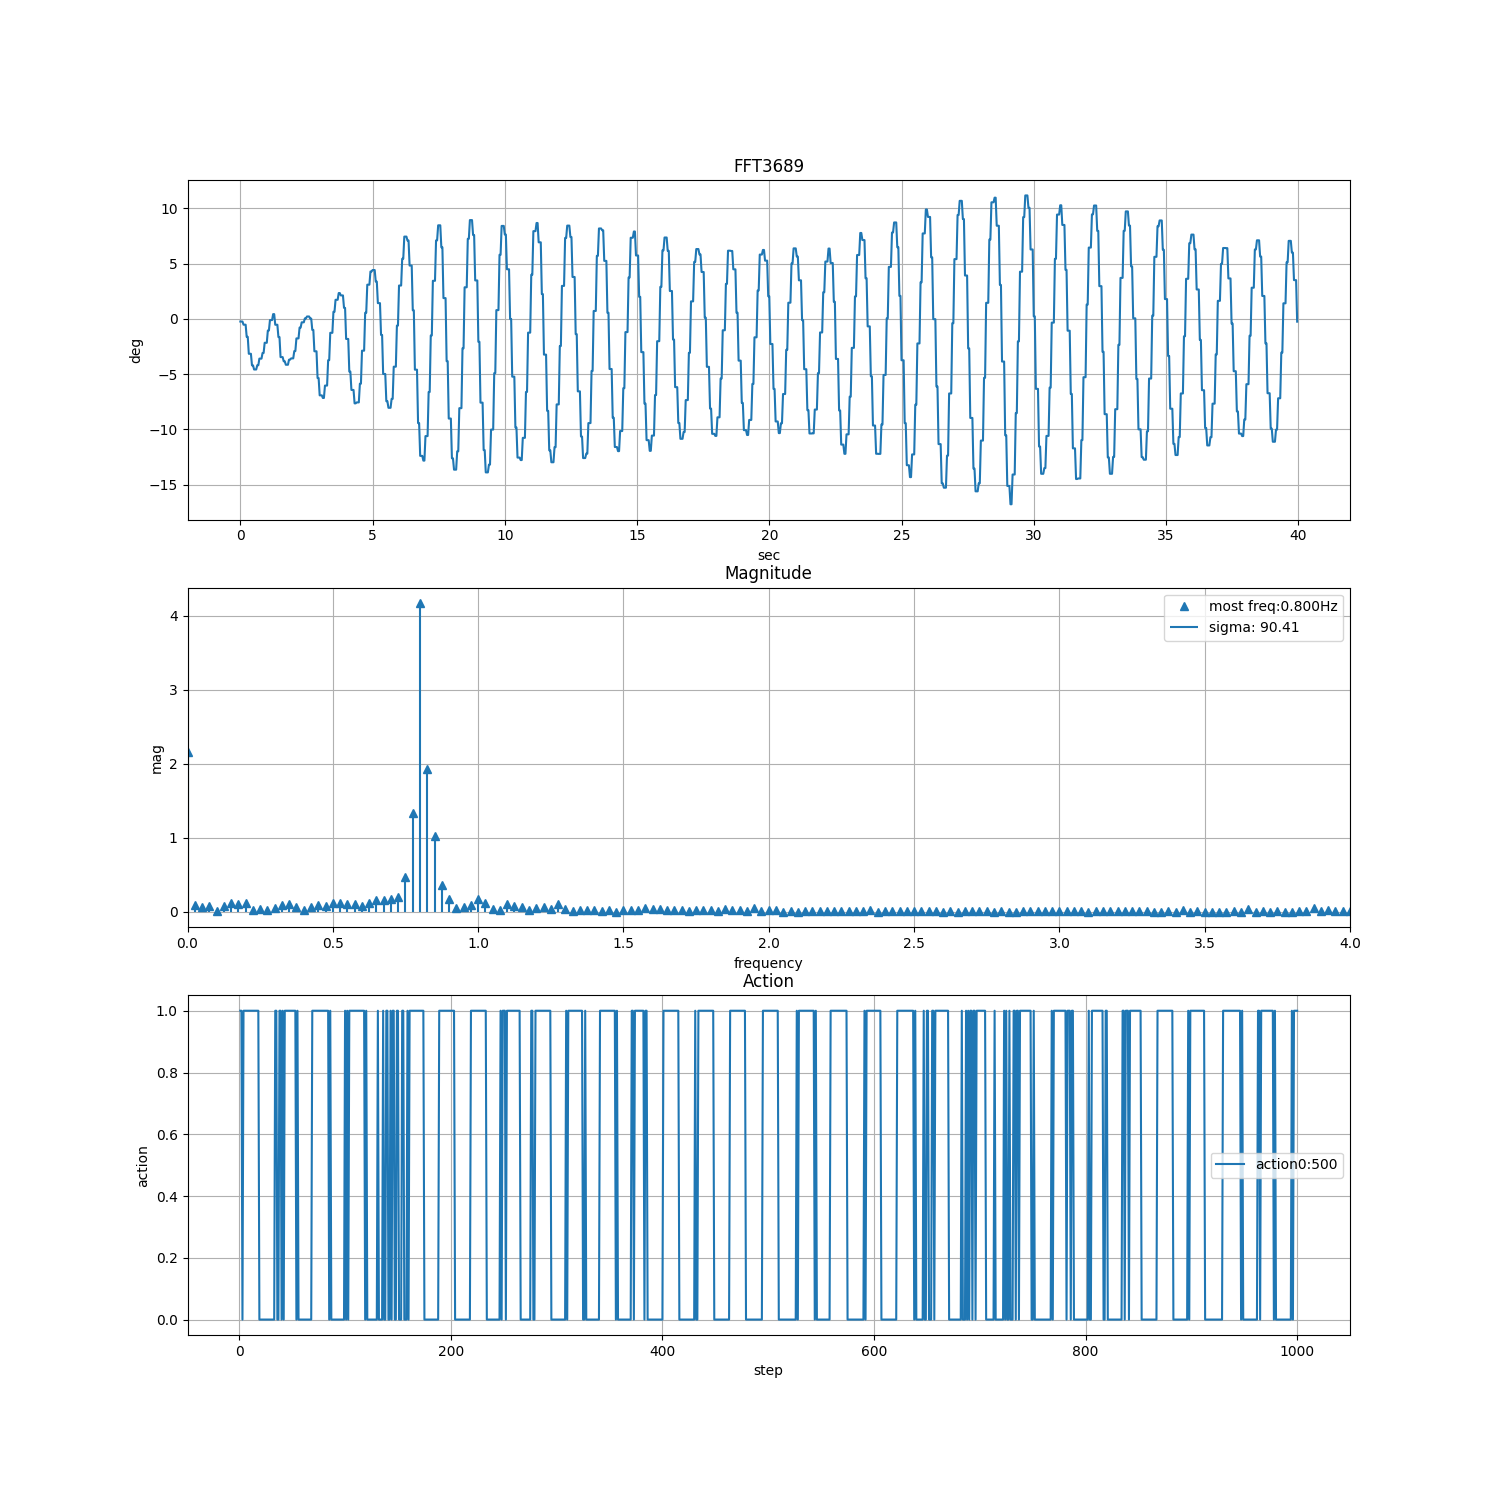 FFT3689
10
5
0
−5
−10
−15
deg
0 5 10 15 20 25 30 35 40
sec
Magnitude
most freq:0.800Hz
sigma: 90.41
4
3
2
1
0
mag
0.0 0.5 1.0 1.5 2.0 2.5 3.0 3.5 4.0
frequency
Action
1.0
0.8
0.6
0.4
0.2
0.0
action
action0:500
0 200 400 600 800 1000
step